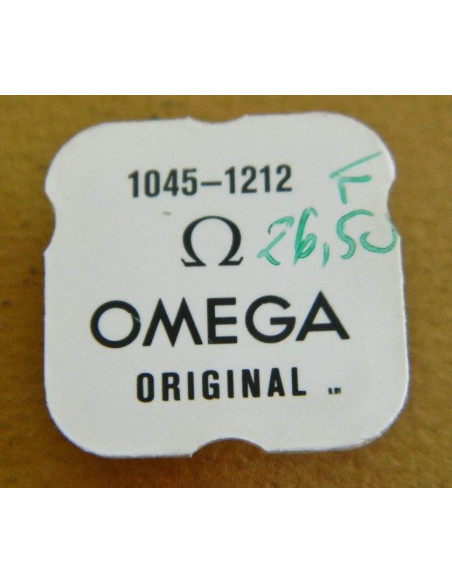 1045-1212
F
Ω 26,50
OMEGA
ORIGINAL